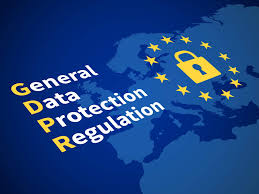 General
Data
Protection
Regulation